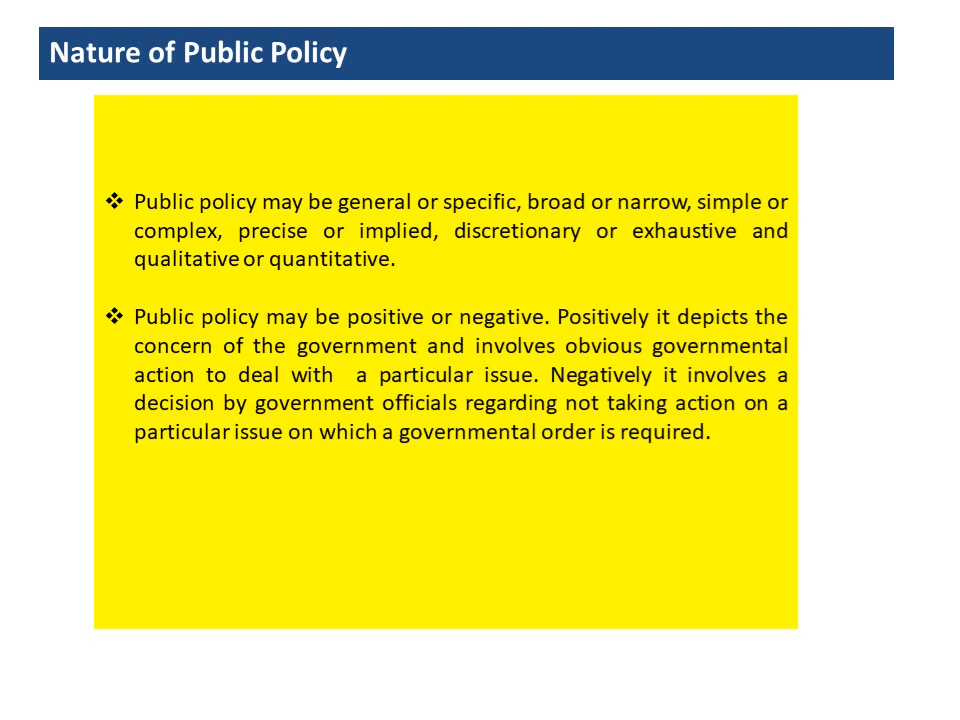 Nature of Public Policy
❖ Public policy may be general or specific, broad or narrow, simple or
complex, precise or implied, discretionary or exhaustive and
qualitative or quantitative.
❖ Public policy may be positive or negative. Positively it depicts the
concern of the government and involves obvious governmental
action to deal with a particular issue. Negatively it involves a
decision by government officials regarding not taking action on a
particular issue on which a governmental order is required.